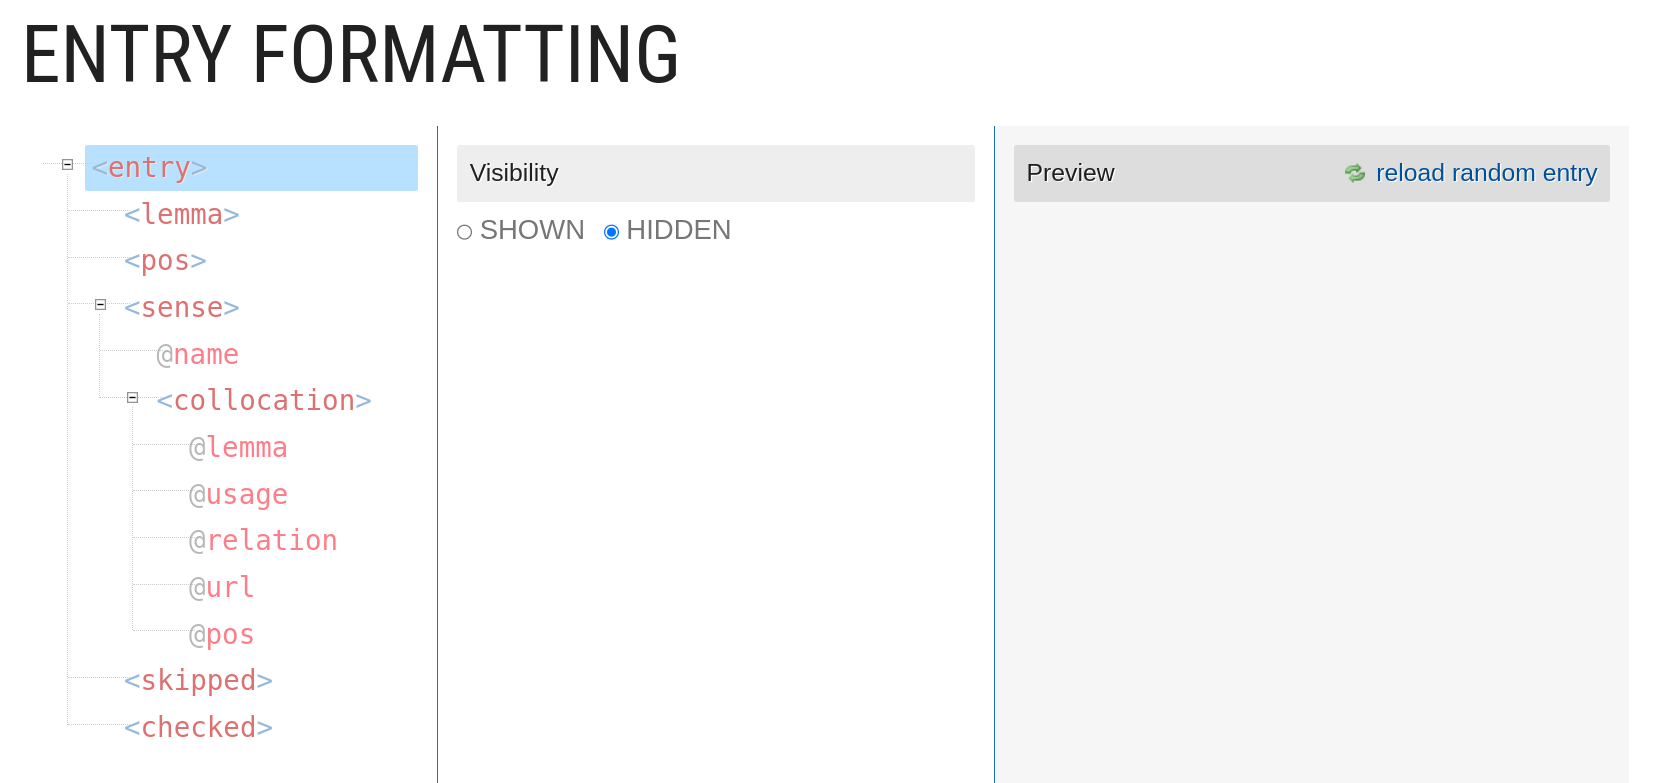 ENTRY FORMATTING
<entry>
<lemma>
<pos>
<sense>
@name
<collocation>
@lemma
@usage
@relation
@url
@pos
<skipped>
<checked>
Visibility
SHOWN HIDDEN
Preview reload random entry